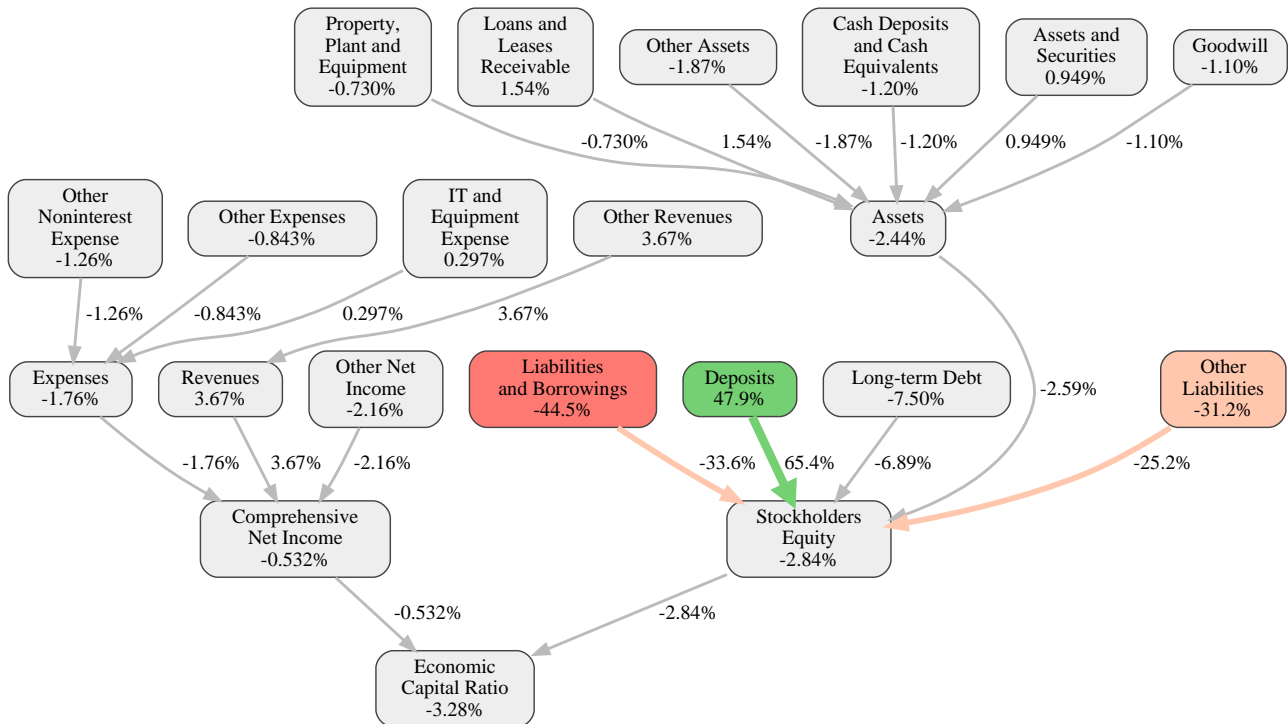 Property,
Plant and
Equipment
-0.730%
Loans and
Leases
Receivable
1.54%
Other Assets
-1.87%
Cash Deposits
and Cash
Equivalents
-1.20%
Assets and
Securities
0.949%
Goodwill
-1.10%
-0.730%
1.54%
-1.87%
-1.20%
0.949%
-1.10%
Other
Noninterest
Expense
-1.26%
Other Expenses
-0.843%
IT and
Equipment
Expense
0.297%
Other Revenues
3.67%
Assets
-2.44%
-1.26%
-0.843%
0.297%
3.67%
Expenses
-1.76%
Revenues
3.67%
Other Net
Income
-2.16%
Liabilities
and Borrowings
-44.5%
Deposits
47.9%
Long-term Debt
-7.50%
-2.59%
Other
Liabilities
-31.2%
-1.76%
3.67%
-2.16%
-33.6%
65.4%
-6.89%
-25.2%
Comprehensive
Net Income
-0.532%
Stockholders
Equity
-2.84%
-0.532%
-2.84%
Economic
Capital Ratio
-3.28%